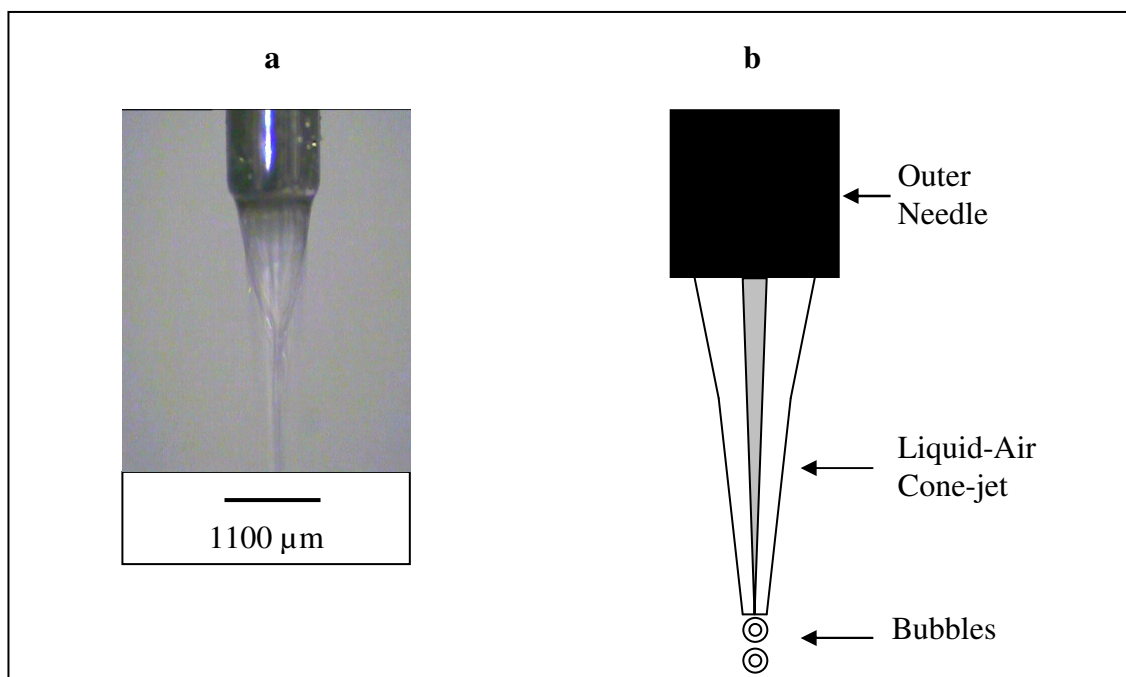 a
b
Outer
Needle
Liquid-Air
Cone-jet
1100 µm
Bubbles